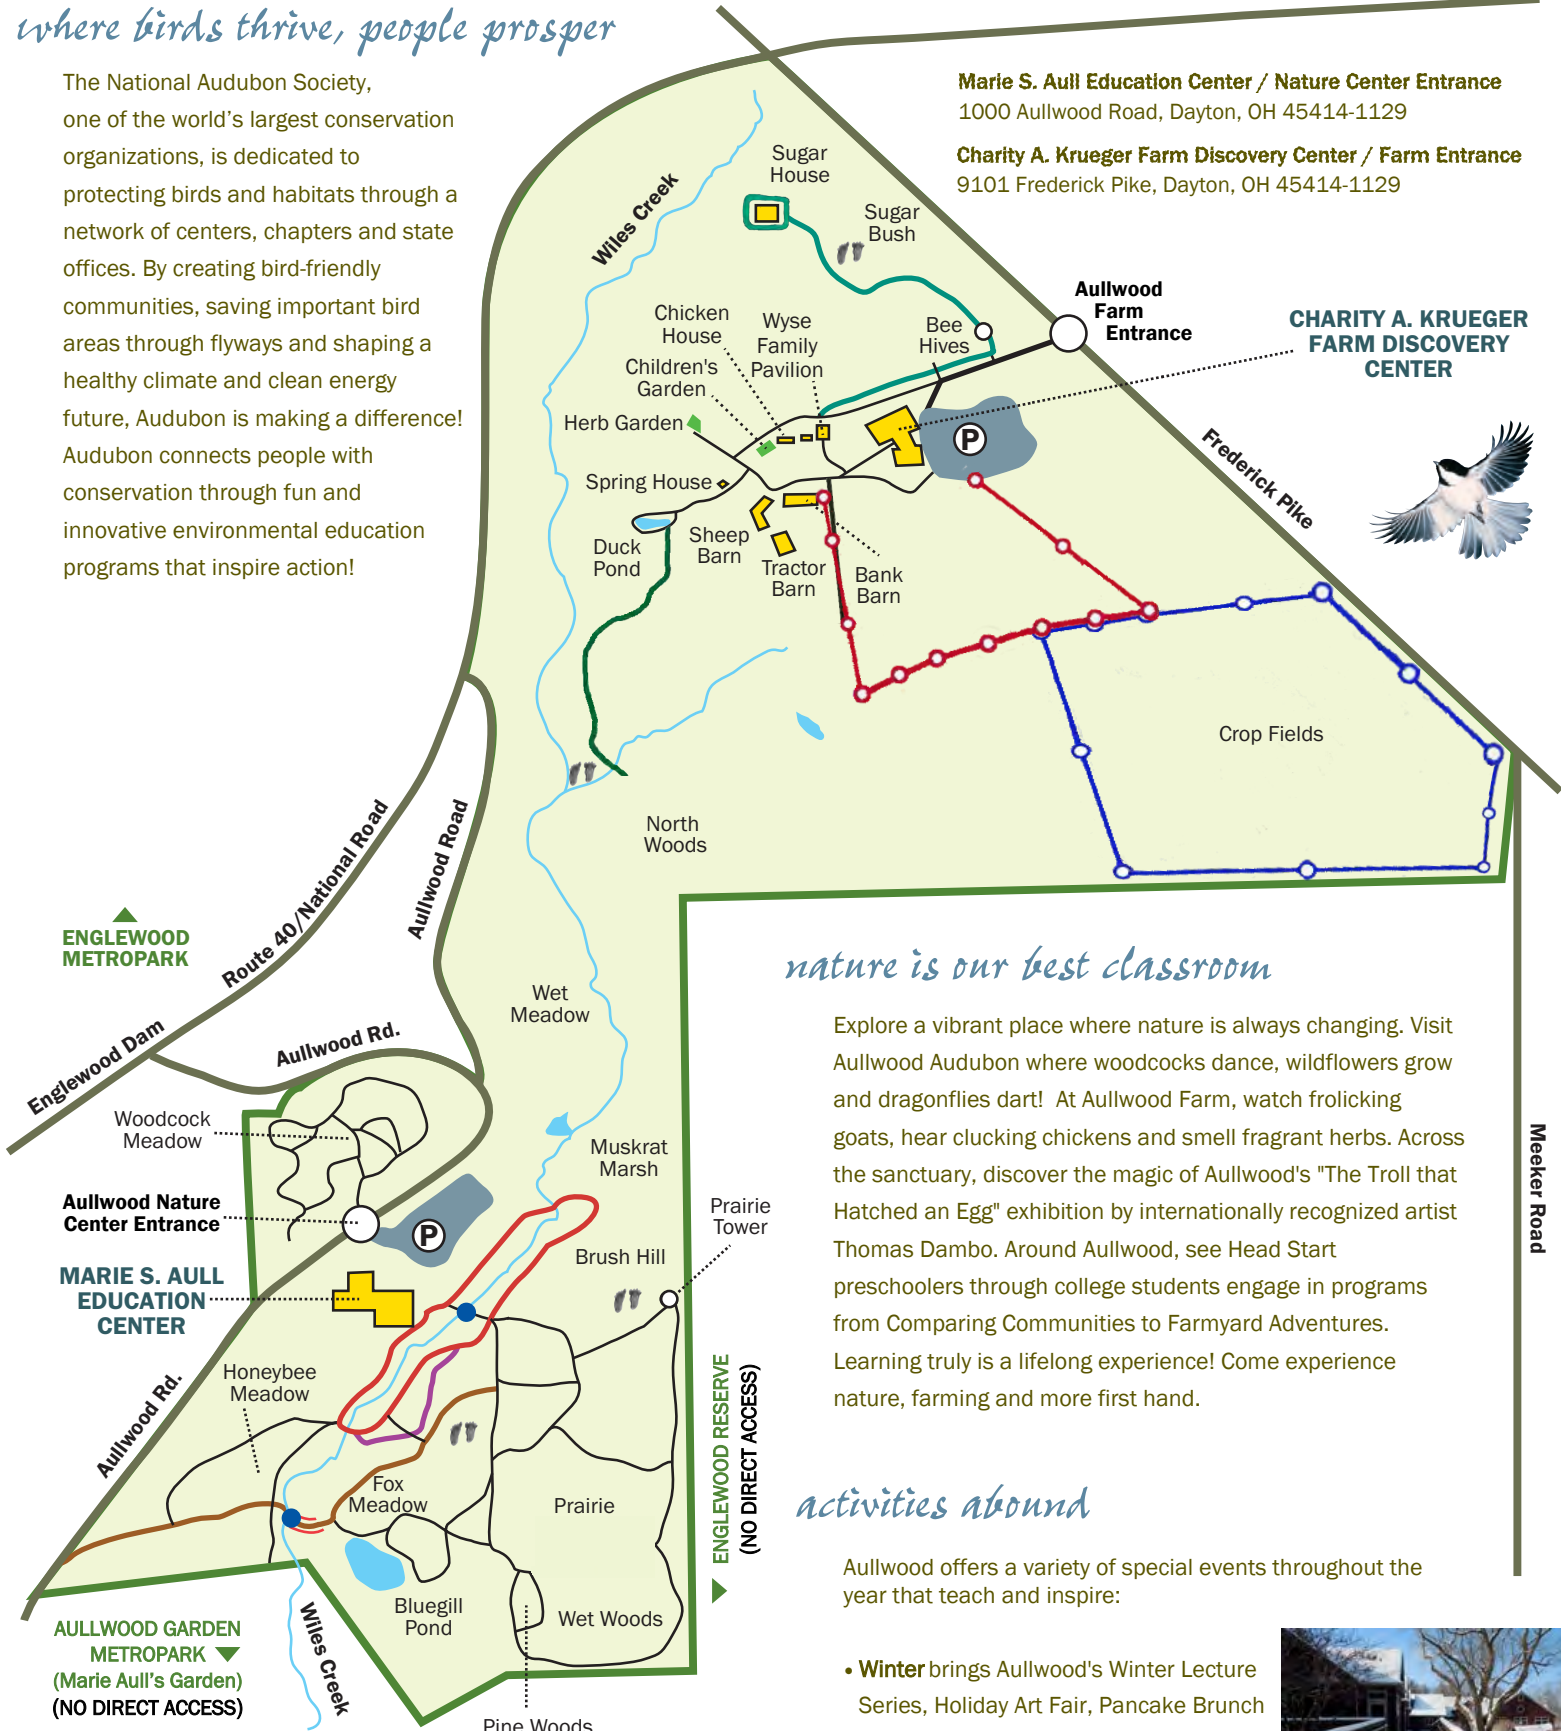 where birds thrive, people prosper
The National Audubon Society,
one of the world's largest conservation
organizations, is dedicated to
protecting birds and habitats through a
network of centers, chapters and state
offices. By creating bird-friendly
communities, saving important bird
areas through flyways and shaping a
healthy climate and clean energy
future, Audubon is making a difference!
Audubon connects people with
conservation through fun and
innovative environmental education
programs that inspire action!
Marie S. Aull Education Center / Nature Center Entrance
1000 Aullwood Road, Dayton, OH 45414-1129
Charity A. Krueger Farm Discovery Center / Farm Entrance
9101 Frederick Pike, Dayton, OH 45414-1129
Sugar
House
Sugar
Bush
Wiles Creek
Aullwood
Farm
Entrance
CHARITY A. KRUEGER
FARM DISCOVERY
CENTER
Chicken
House
Wyse
Family
Pavilion
Bee
Hives
Children's
Garden
Herb Garden
P
Frederick Pike
Spring House
Duck
Pond
Sheep
Barn
Tractor
Barn
Bank
Barn
Crop Fields
North
Woods
Route 40/National Road
Aullwood Road
ENGLEWOOD
METROPARK
Englewood Dam
Aullwood Rd.
Wet
Meadow
Woodcock
Meadow
Muskrat
Marsh
Aullwood Nature
Center Entrance
P
Prairie
Tower
Brush Hill
MARIE S. AULL
EDUCATION
CENTER
Honeybee
Meadow
Aullwood Rd.
Fox
Meadow
Prairie
ENGLEWOOD RESERVE
(NO DIRECT ACCESS)
Bluegill
Pond
Wet Woods
Wiles Creek
Pine Woods
AULLWOOD GARDEN
METROPARK
(Marie Aull's Garden)
(NO DIRECT ACCESS)
Meeker Road
nature is our best classroom
Explore a vibrant place where nature is always changing. Visit
Aullwood Audubon where woodcocks dance, wildflowers grow
and dragonflies dart!  At Aullwood Farm, watch frolicking
goats, hear clucking chickens and smell fragrant herbs. Across
the sanctuary, discover the magic of Aullwood's "The Troll that
Hatched an Egg" exhibition by internationally recognized artist
Thomas Dambo. Around Aullwood, see Head Start
preschoolers through college students engage in programs
from Comparing Communities to Farmyard Adventures.
Learning truly is a lifelong experience! Come experience
nature, farming and more first hand.
activities abound
Aullwood offers a variety of special events throughout the
year that teach and inspire:
• Winter brings Aullwood's Winter Lecture
Series, Holiday Art Fair, Pancake Brunch